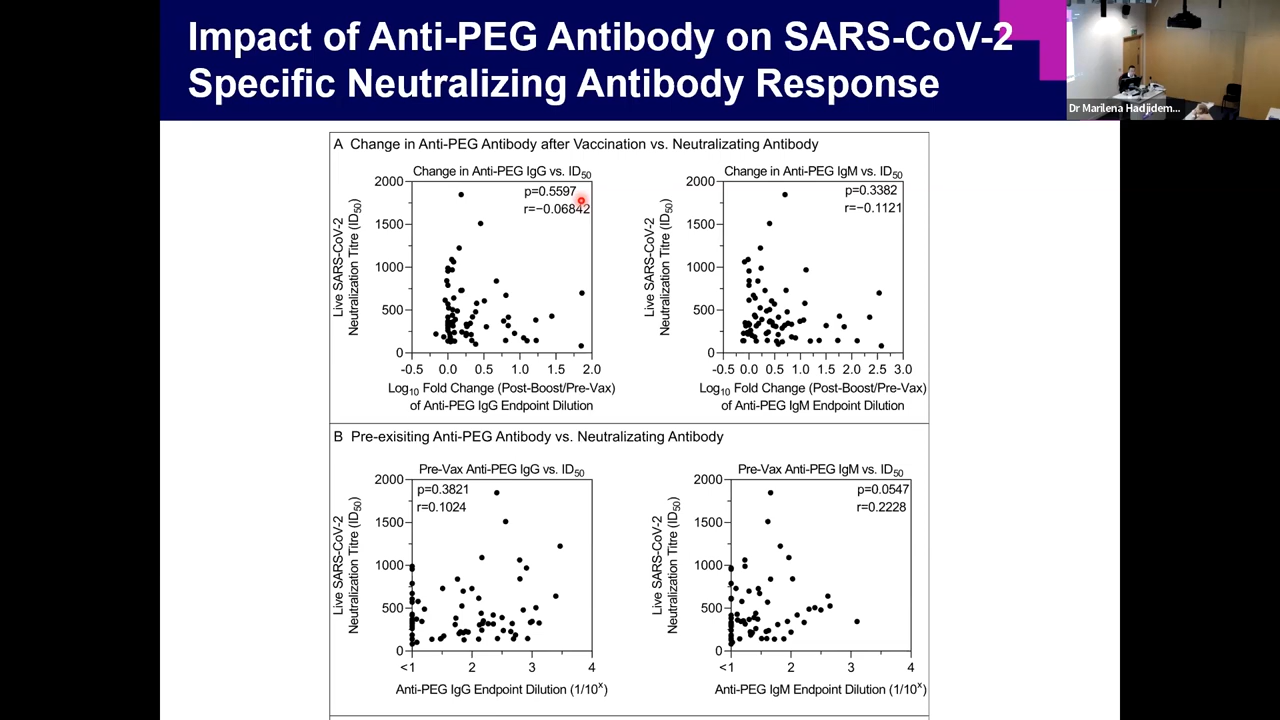 Impact of Anti-PEG Antibody on SARS-CoV-2
Specific Neutralizing Antibody Response
Dr Marilena Hadjidem...
A Change in Anti-PEG Antibody after Vaccination vs. Neutralizating Antibody
Change in Anti-PEG IgG vs. ID50
p=0.5597
r=−0.06842
Live SARS-CoV-2
Neutralization Titre (ID50)
2000
1500
1000
500
0
-0.5 0.0 0.5 1.0 1.5 2.0
Log10 Fold Change (Post-Boost/Pre-Vax)
of Anti-PEG IgG Endpoint Dilution
Change in Anti-PEG IgM vs. ID50
p=0.3382
r=−0.1121
Live SARS-CoV-2
Neutralization Titre (ID50)
2000
1500
1000
500
0
-0.5 0.0 0.5 1.0 1.5 2.0 2.5 3.0
Log10 Fold Change (Post-Boost/Pre-Vax)
of Anti-PEG IgM Endpoint Dilution
B Pre-exisiting Anti-PEG Antibody vs. Neutralizing Antibody
Pre-Vax Anti-PEG IgG vs. ID50
p=0.3821
r=0.1024
Live SARS-CoV-2
Neutralization Titre (ID50)
2000
1500
1000
500
0
<1 2 3 4
Anti-PEG IgG Endpoint Dilution (1/10x)
Pre-Vax Anti-PEG IgM vs. ID50
p=0.0547
r=0.2228
Live SARS-CoV-2
Neutralization Titre (ID50)
2000
1500
1000
500
0
<1 2 3 4
Anti-PEG IgM Endpoint Dilution (1/10x)